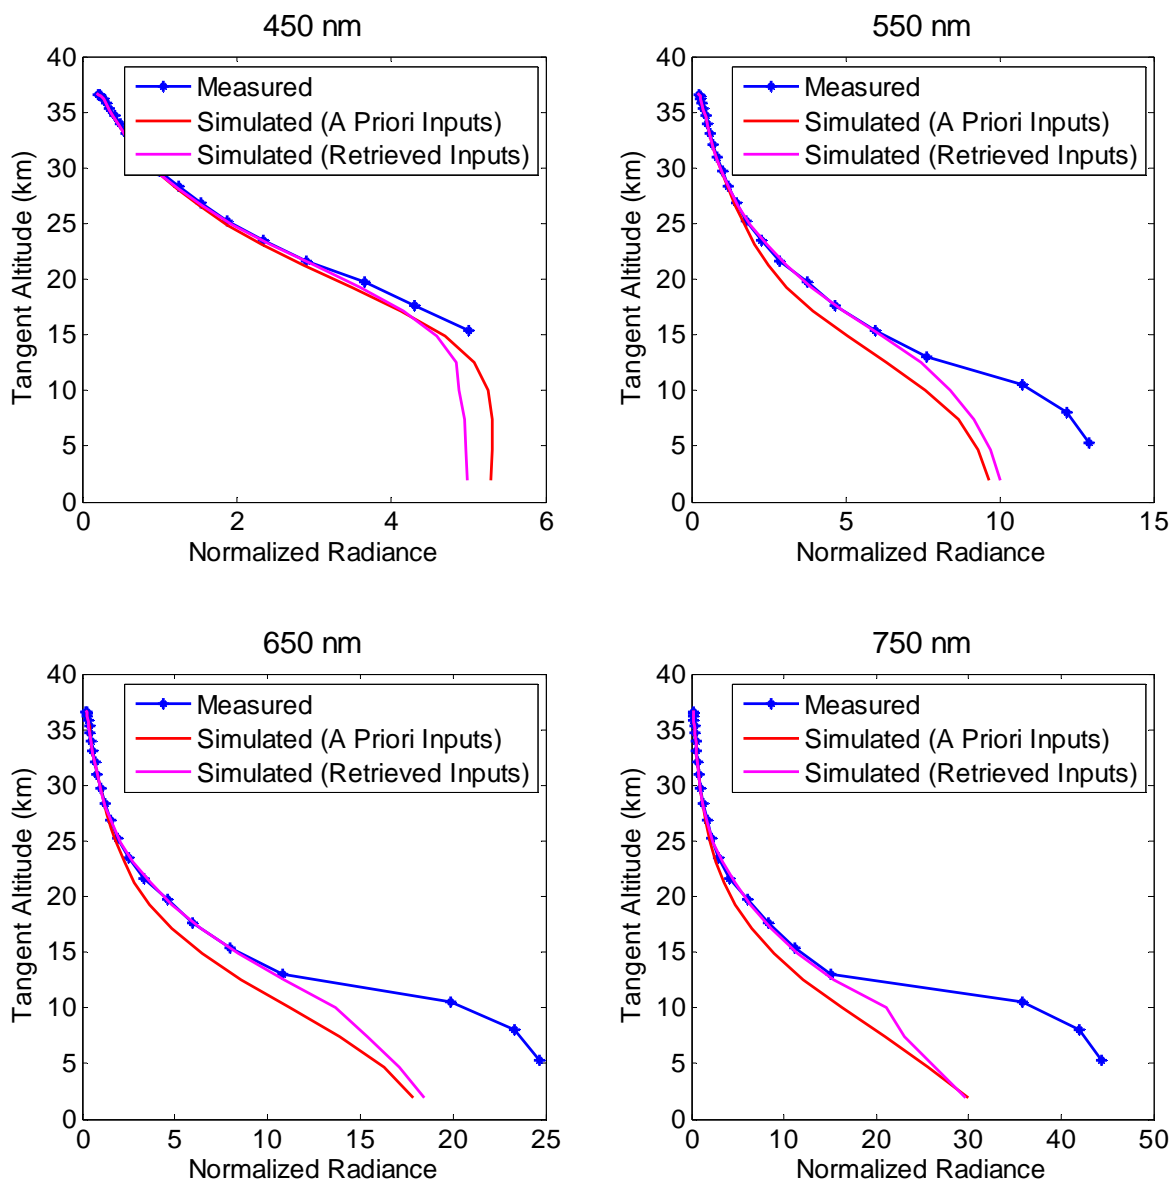 450 nm
40
35
30
25
20
15
10
5
0
Tangent Altitude (km)
Measured
Simulated (A Priori Inputs)
Simulated (Retrieved Inputs)
0 2 4 6
Normalized Radiance
550 nm
40
35
30
25
20
15
10
5
0
Tangent Altitude (km)
Measured
Simulated (A Priori Inputs)
Simulated (Retrieved Inputs)
0 5 10 15
Normalized Radiance
650 nm
40
35
30
25
20
15
10
5
0
Tangent Altitude (km)
Measured
Simulated (A Priori Inputs)
Simulated (Retrieved Inputs)
0 5 10 15 20 25
Normalized Radiance
750 nm
40
35
30
25
20
15
10
5
0
Tangent Altitude (km)
Measured
Simulated (A Priori Inputs)
Simulated (Retrieved Inputs)
0 10 20 30 40 50
Normalized Radiance